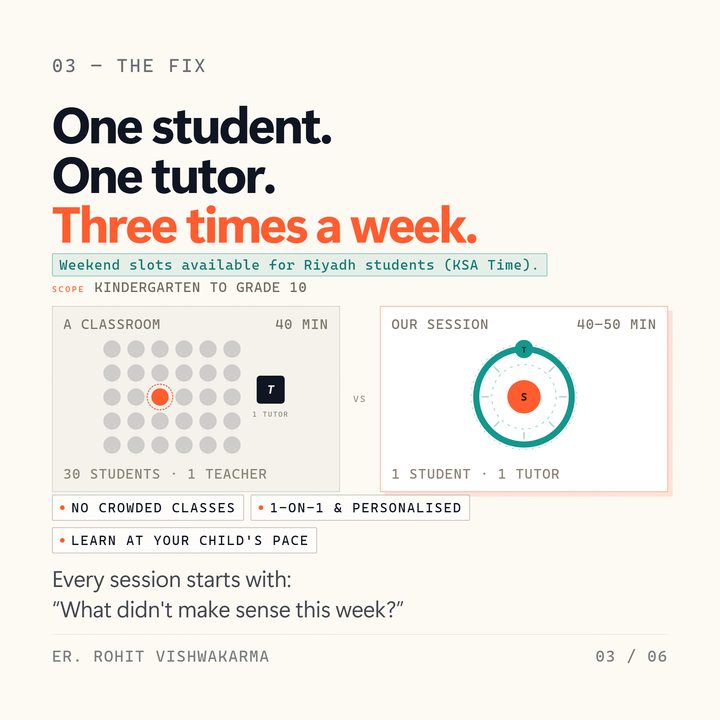 03 — THE FIX
One student.
One tutor.
Three times a week.
Weekend slots available for Riyadh students (KSA Time).
SCOPE KINDERGARTEN TO GRADE 10
A CLASSROOM 40 MIN
T
1 TUTOR
30 STUDENTS · 1 TEACHER
VS
OUR SESSION 40–50 MIN
T
S
1 STUDENT · 1 TUTOR
• NO CROWDED CLASSES
• 1-ON-1 & PERSONALISED
• LEARN AT YOUR CHILD'S PACE
Every session starts with:
"What didn't make sense this week?"
ER. ROHIT VISHWAKARMA 03 / 06